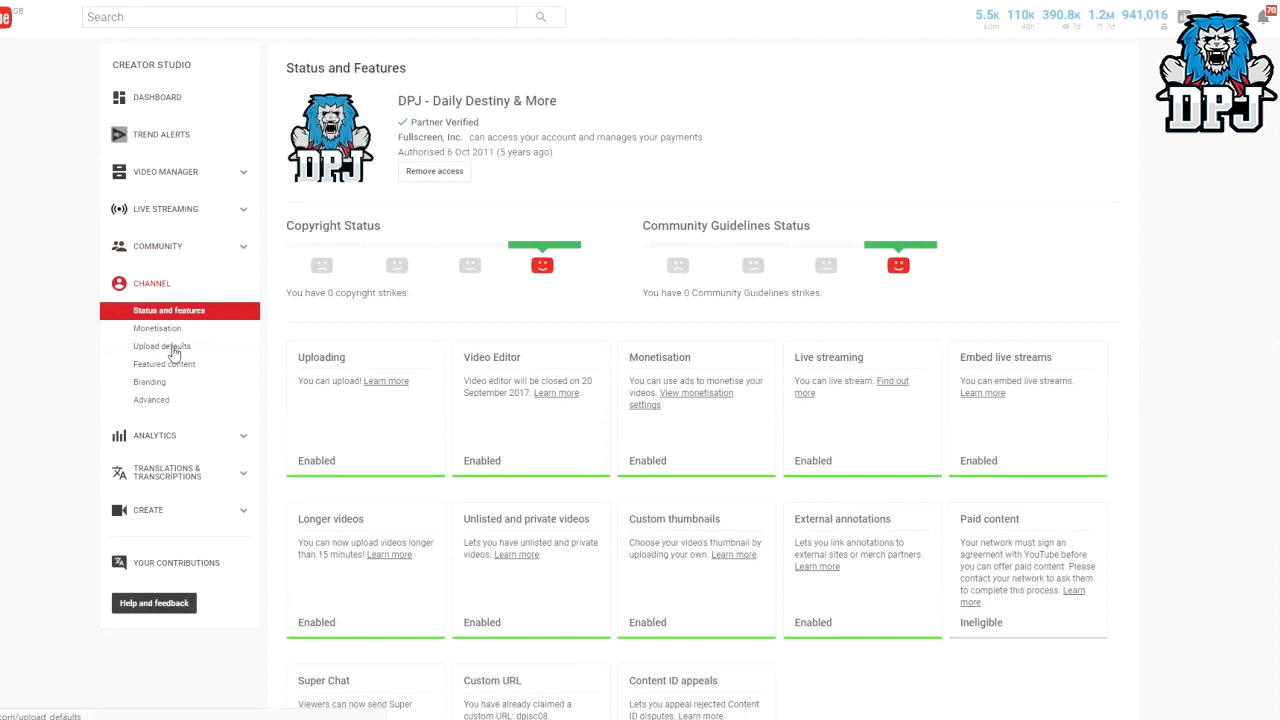 GB
Search
5.5K 110K 390.8K 1.2M 941,016
60m 48h 7d 7d
70
CREATOR STUDIO
DASHBOARD
TREND ALERTS
VIDEO MANAGER
LIVE STREAMING
COMMUNITY
CHANNEL
Status and features
Monetisation
Upload defaults
Featured content
Branding
Advanced
ANALYTICS
TRANSLATIONS &
TRANSCRIPTIONS
CREATE
YOUR CONTRIBUTIONS
Help and feedback
Status and Features
DPJ
DPJ - Daily Destiny & More
Partner Verified
Fullscreen, Inc. can access your account and manages your payments
Authorised 6 Oct 2011 (5 years ago)
Remove access
DPJ
Copyright Status
You have 0 copyright strikes.
Community Guidelines Status
You have 0 Community Guidelines strikes.
Uploading
You can upload! Learn more
Enabled
Video Editor
Video editor will be closed on 20
September 2017. Learn more.
Enabled
Monetisation
You can use ads to monetise your
videos. View monetisation
settings
Enabled
Live streaming
You can live stream. Find out
more
Enabled
Embed live streams
You can embed live streams.
Learn more
Enabled
Longer videos
You can now upload videos longer
than 15 minutes! Learn more
Enabled
Unlisted and private videos
Lets you have unlisted and private
videos. Learn more
Enabled
Custom thumbnails
Choose your video's thumbnail by
uploading your own. Learn more
Enabled
External annotations
Lets you link annotations to
external sites or merch partners.
Learn more
Enabled
Paid content
Your network must sign an
agreement with YouTube before
you can offer paid content. Please
contact your network to ask them
to complete this process. Learn
more
Ineligible
Super Chat
Viewers can now send Super
Custom URL
You have already claimed a
custom URL: dpjsc08.
Content ID appeals
Lets you appeal rejected Content
ID disputes. Learn more
com/upload_defaults